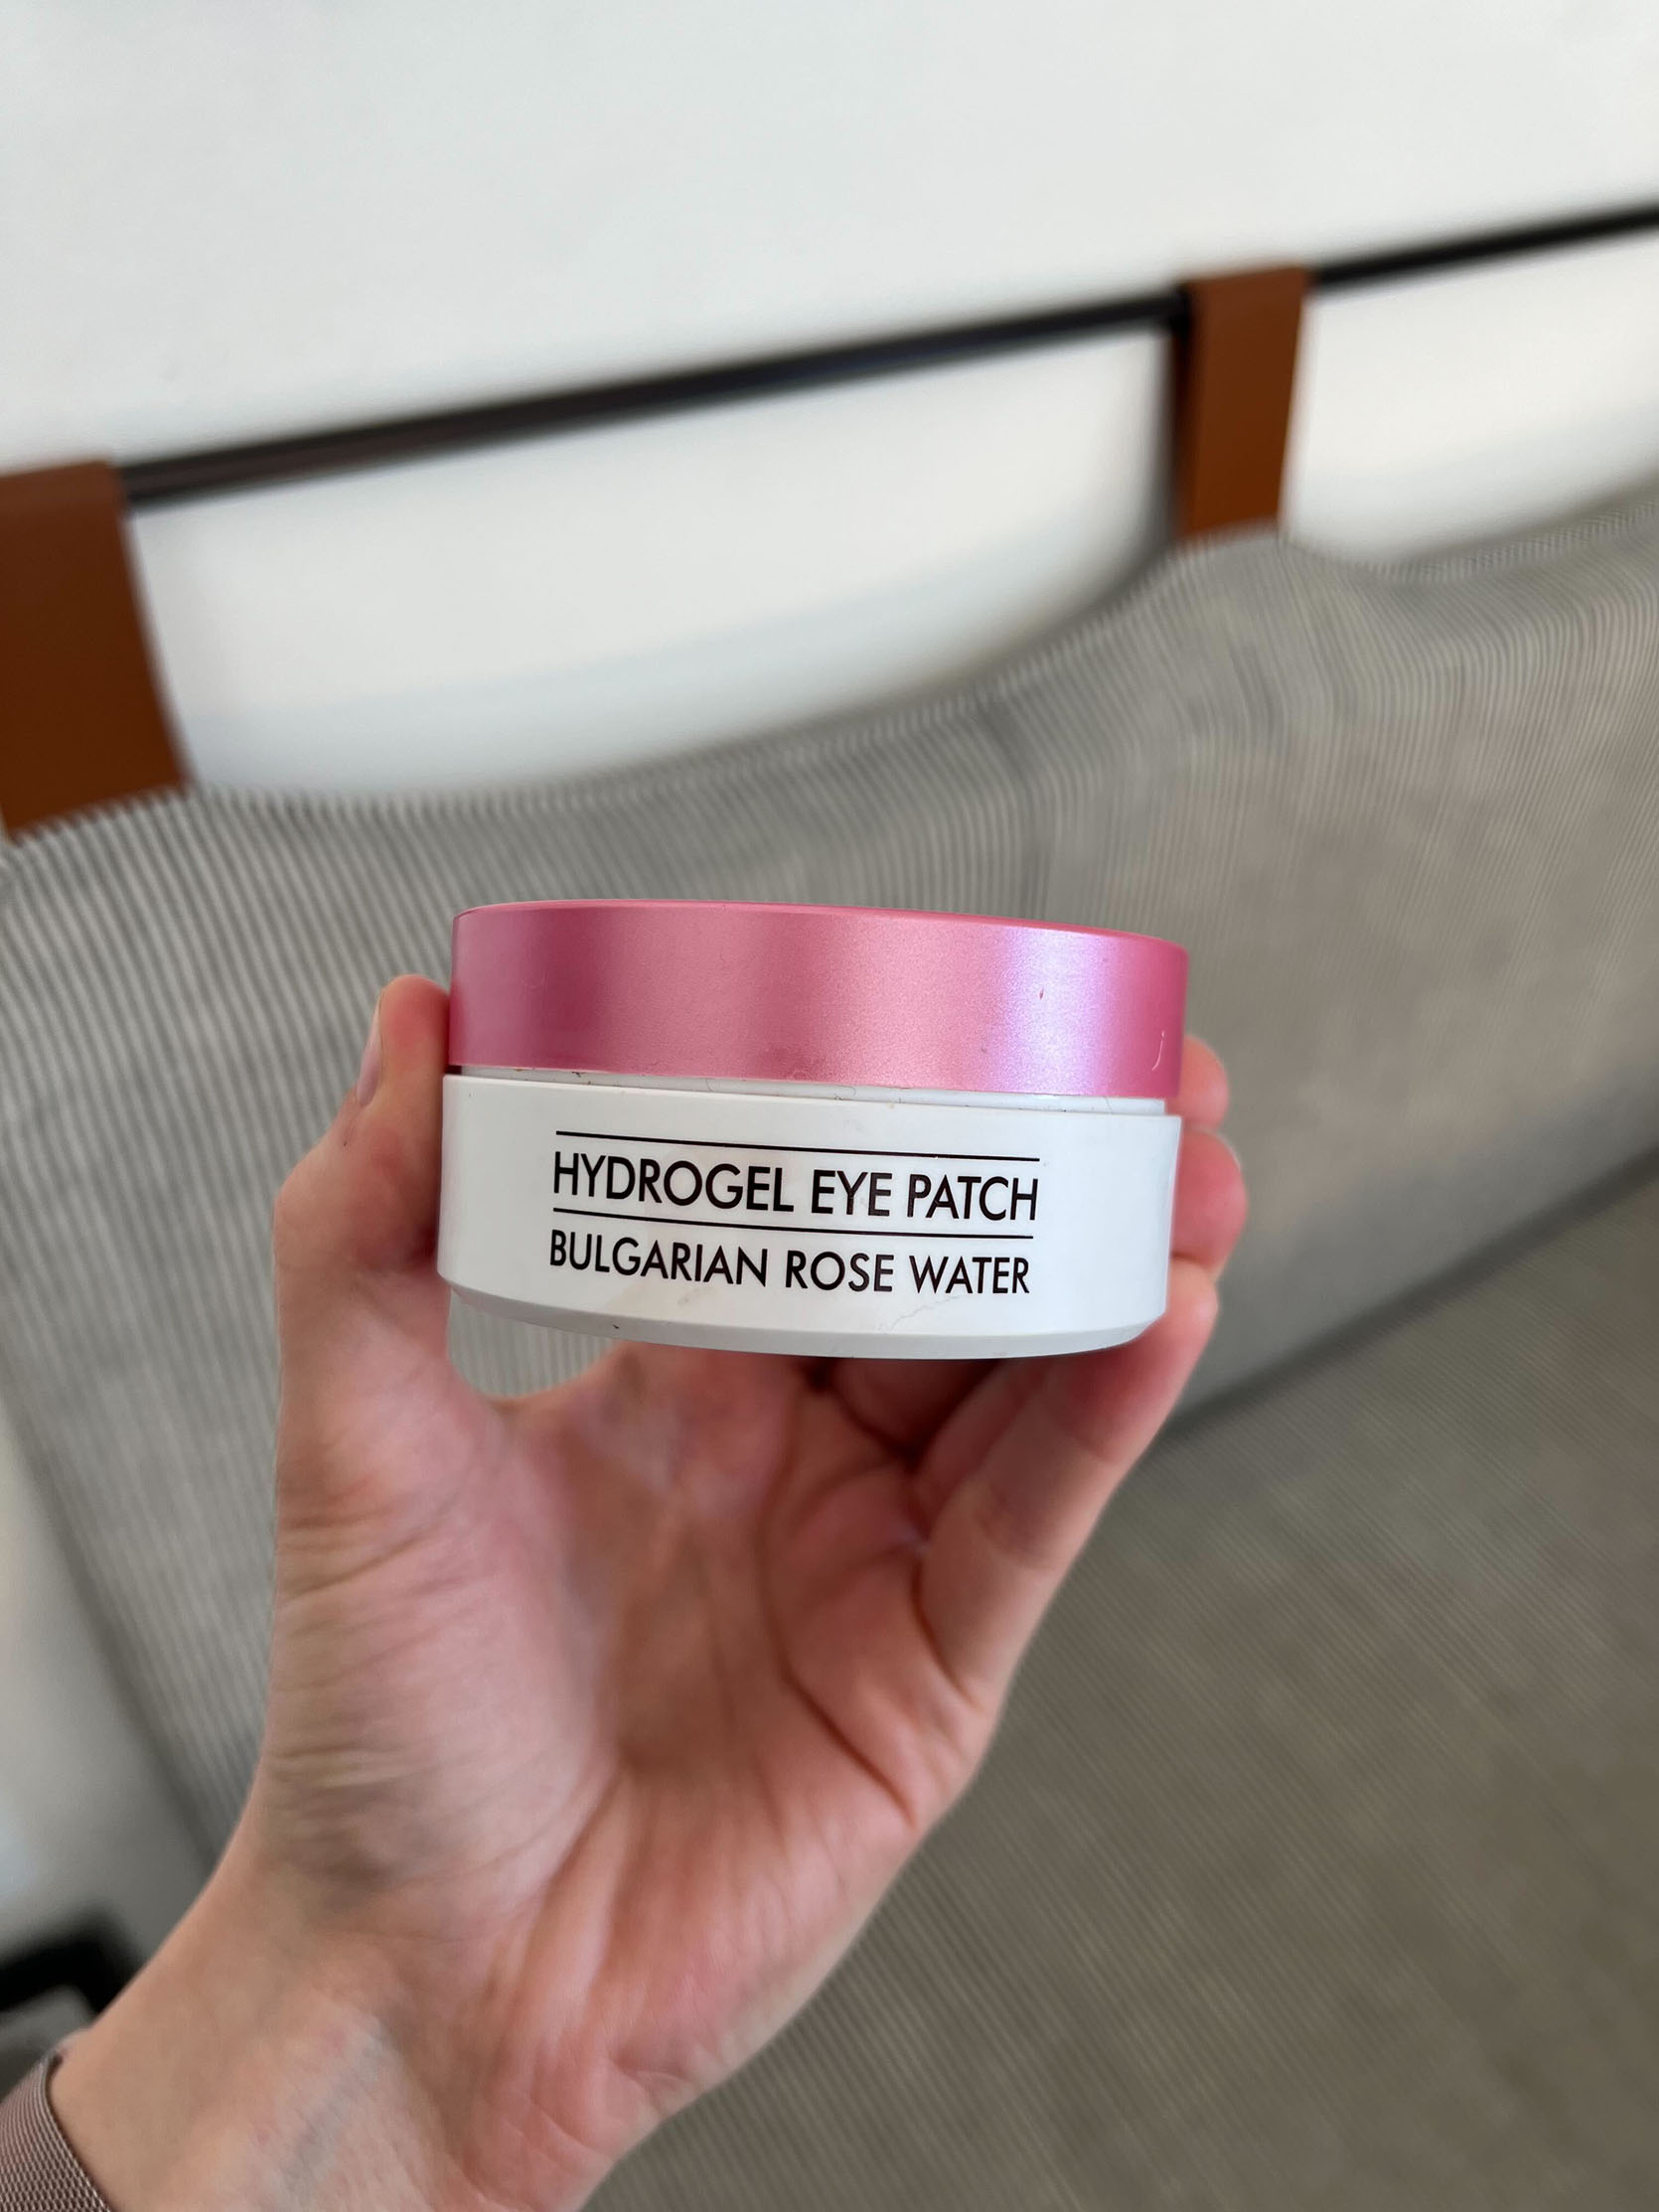 HYDROGEL EYE PATCH
BULGARIAN ROSE WATER